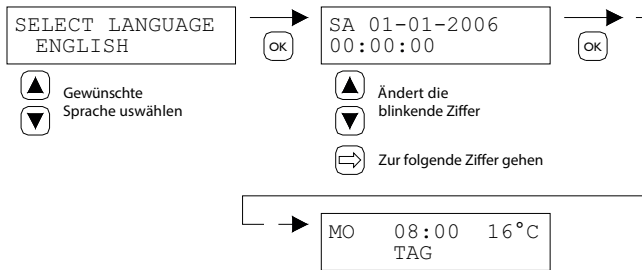 SELECT LANGUAGE
ENGLISH
OK
SA 01-01-2006
00:00:00
OK
Gewünschte
Sprache uswählen
Ändert die
blinkende Ziffer
Zur folgende Ziffer gehen
MO 08:00 16°C
TAG